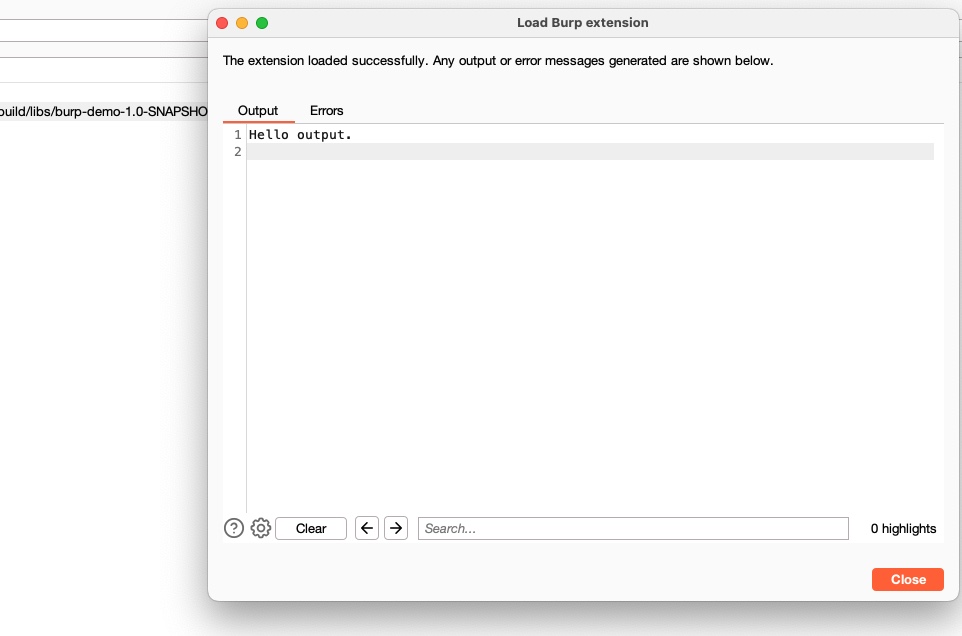 Load Burp extension
The extension loaded successfully. Any output or error messages generated are shown below.
build/libs/burp-demo-1.0-SNAPSHO
Output Errors
1 Hello output.
2
? Clear Search... 0 highlights
Close